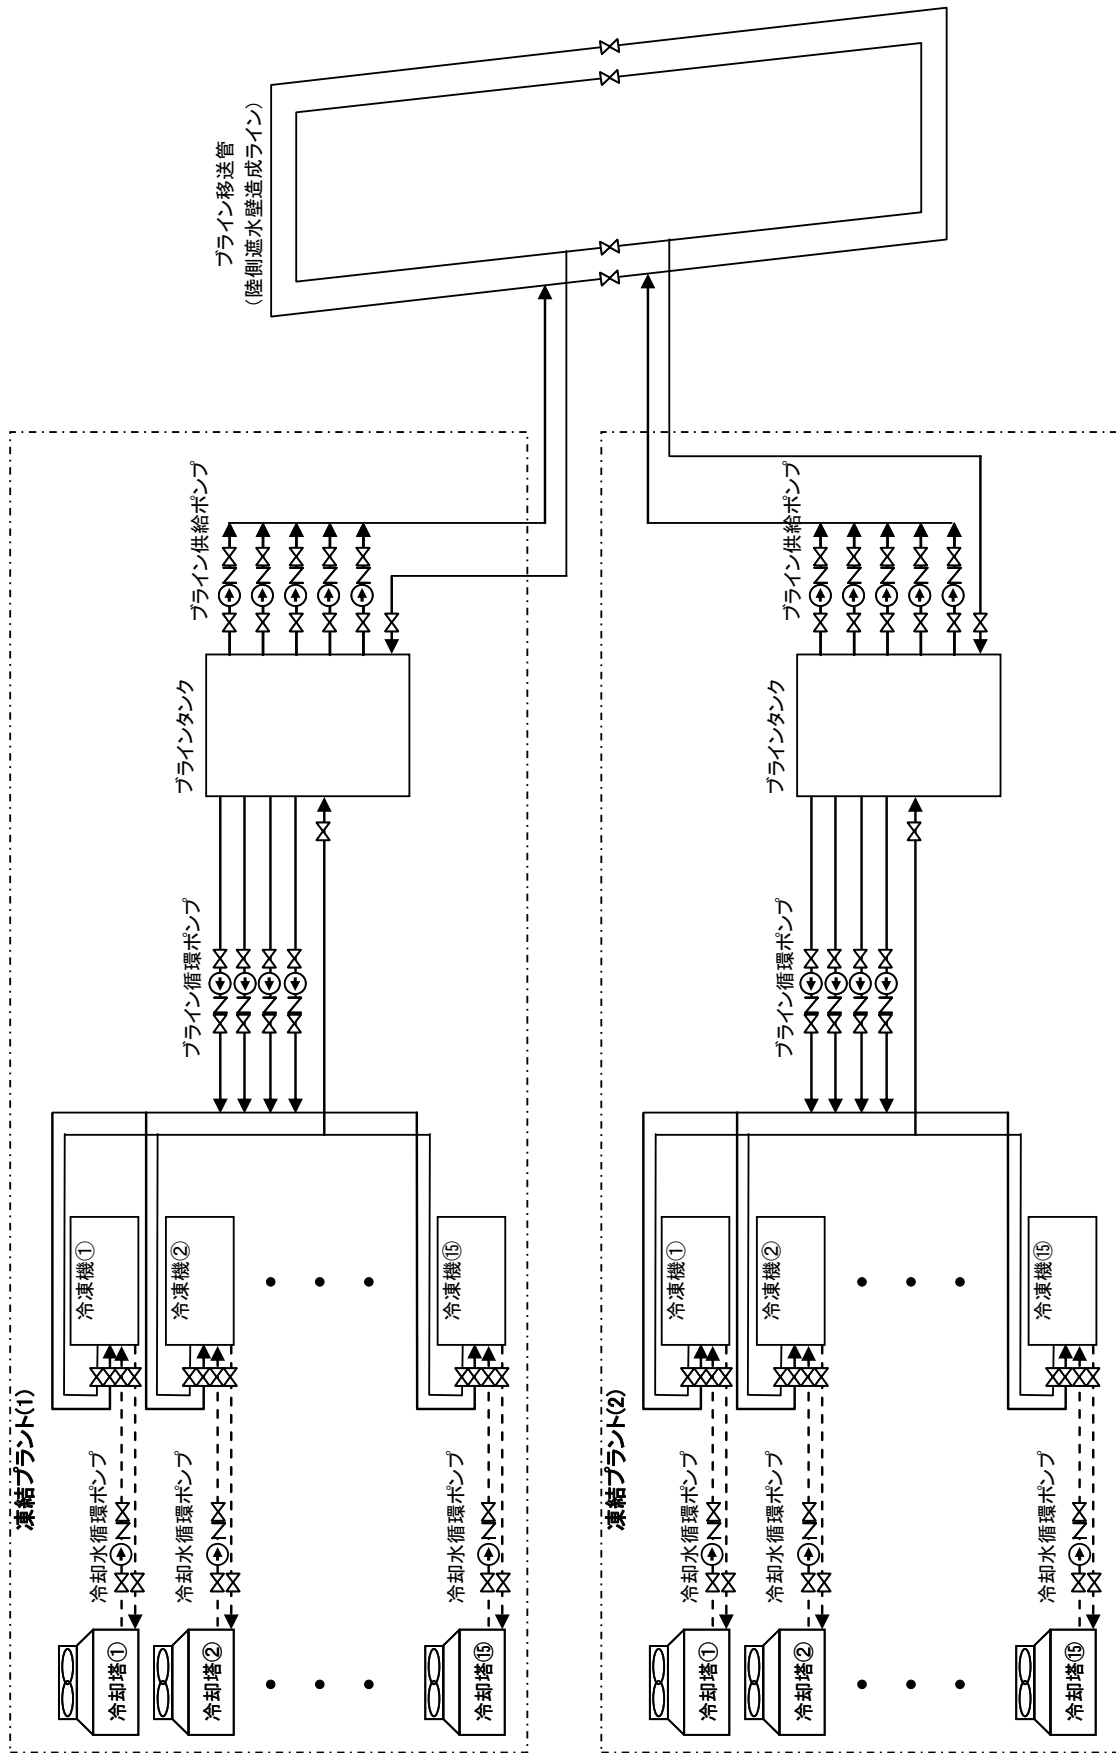 ブライン移送管
（陸側遮水壁造成ライン）
凍結プラント(1)
冷却塔①
冷却水循環ポンプ
冷凍機①
冷却塔②
冷却水循環ポンプ
冷凍機②
冷却塔⑮
冷却水循環ポンプ
冷凍機⑮
ブライン循環ポンプ
ブラインタンク
ブライン供給ポンプ
凍結プラント(2)
冷却塔①
冷却水循環ポンプ
冷凍機①
冷却塔②
冷却水循環ポンプ
冷凍機②
冷却塔⑮
冷却水循環ポンプ
冷凍機⑮
ブライン循環ポンプ
ブラインタンク
ブライン供給ポンプ